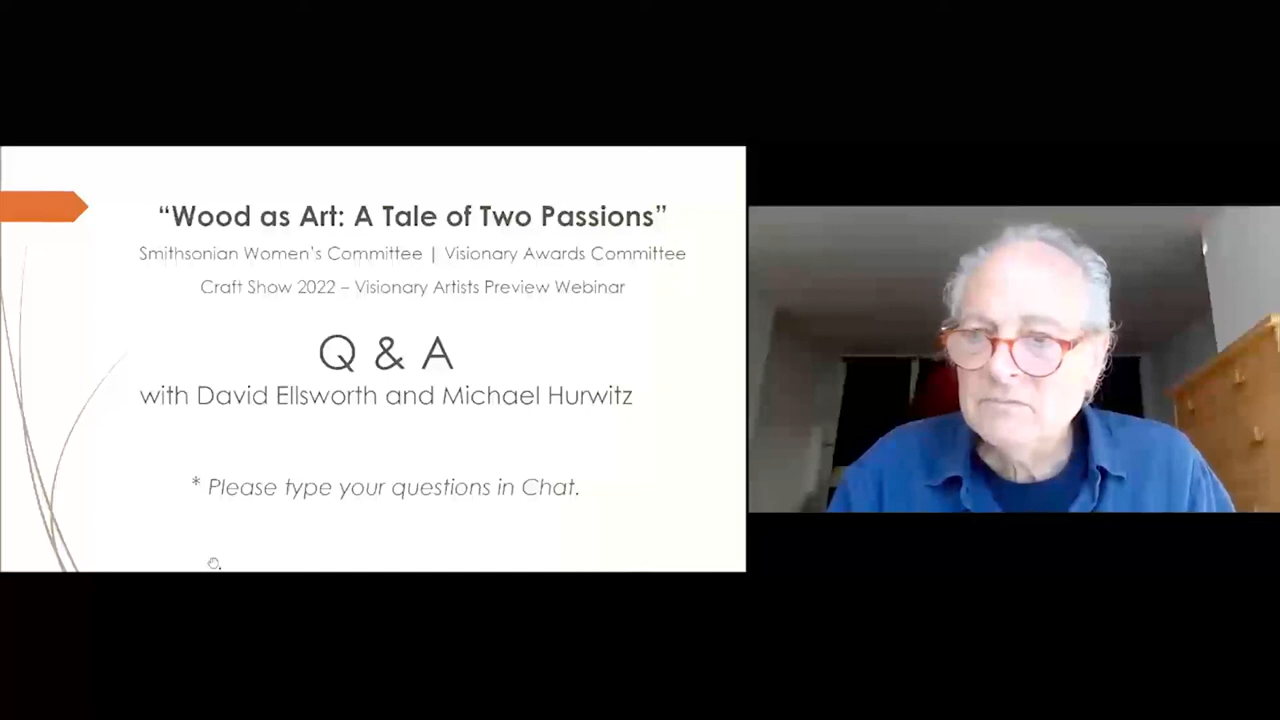 “Wood as Art: A Tale of Two Passions”
Smithsonian Women’s Committee | Visionary Awards Committee
Craft Show 2022 – Visionary Artists Preview Webinar
Q & A
with David Ellsworth and Michael Hurwitz
* Please type your questions in Chat.